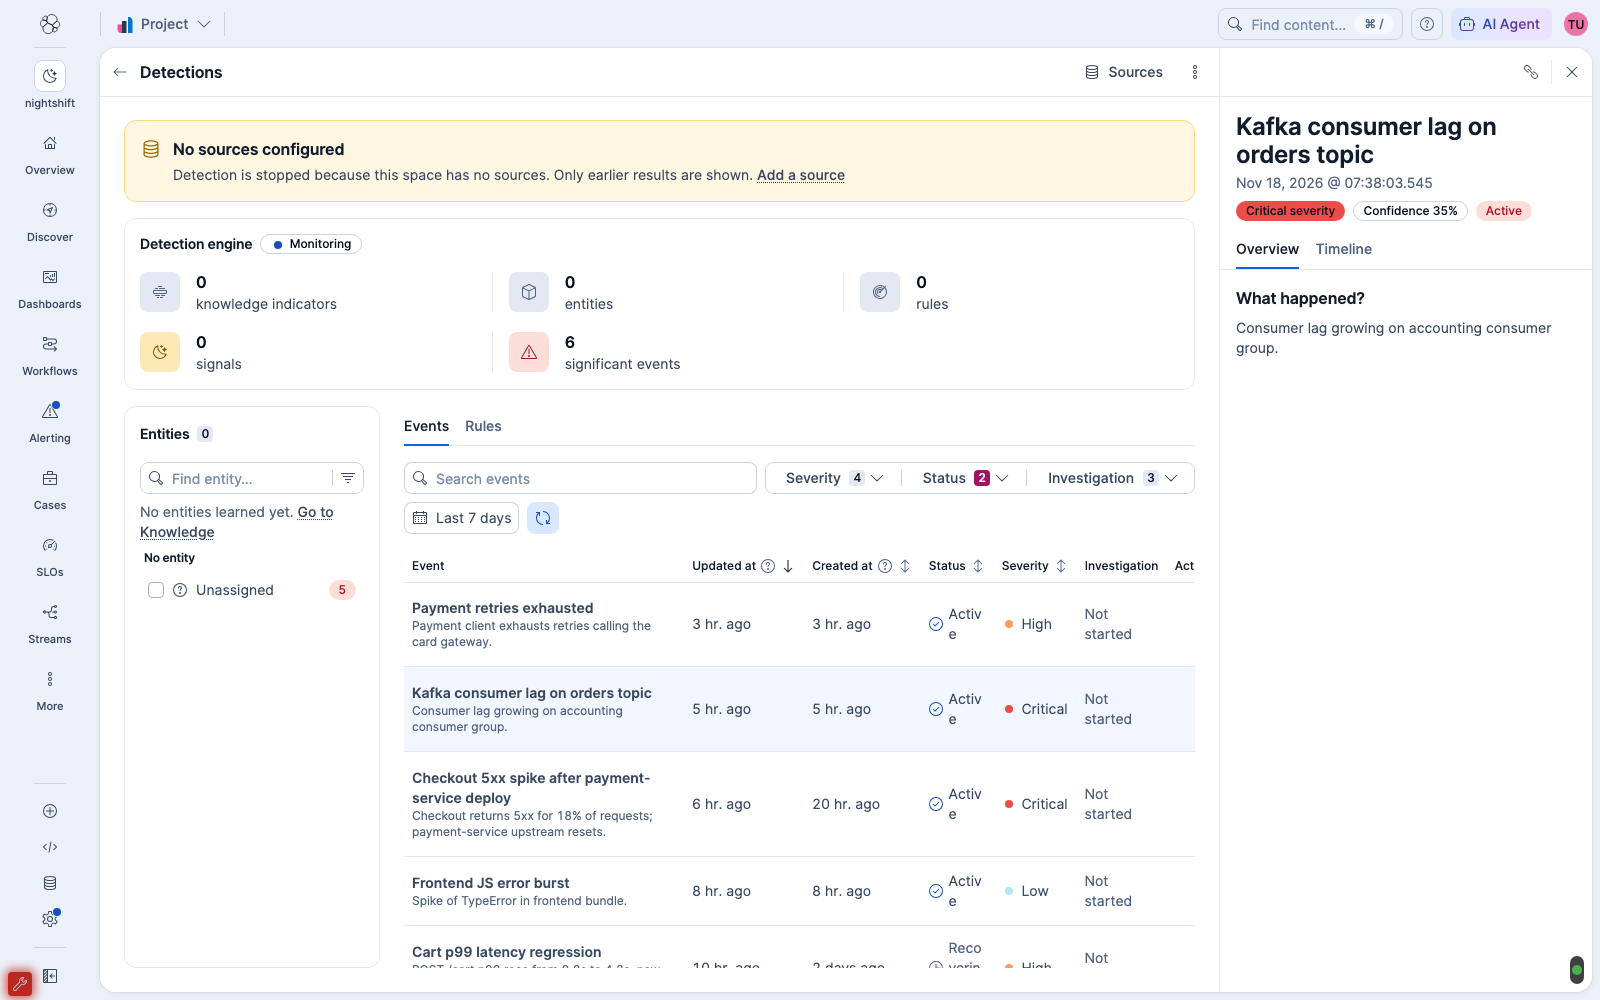 Project
Find content... ⌘ /
AI Agent
TU
nightshift
Overview
Discover
Dashboards
Workflows
Alerting
Cases
SLOs
Streams
More
Detections
Sources
No sources configured
Detection is stopped because this space has no sources. Only earlier results are shown. Add a source
Detection engine Monitoring
0
knowledge indicators
0
entities
0
rules
0
signals
6
significant events
Entities 0
Find entity...
No entities learned yet. Go to
Knowledge
No entity
Unassigned 5
Events Rules
Search events
Severity 4 Status 2 Investigation 3
Last 7 days
Event Updated at Created at Status Severity Investigation Act
Payment retries exhausted
Payment client exhausts retries calling the
card gateway.
3 hr. ago 3 hr. ago
Activ
e
High
Not
started
Kafka consumer lag on orders topic
Consumer lag growing on accounting
consumer group.
5 hr. ago 5 hr. ago
Activ
e
Critical
Not
started
Checkout 5xx spike after payment-
service deploy
Checkout returns 5xx for 18% of requests;
payment-service upstream resets.
6 hr. ago 20 hr. ago
Activ
e
Critical
Not
started
Frontend JS error burst
Spike of TypeError in frontend bundle.
8 hr. ago 8 hr. ago
Activ
e
Low
Not
started
Cart p99 latency regression
10 hr. ago 2 days ago
Reco
verin
High
Not
Kafka consumer lag on
orders topic
Nov 18, 2026 @ 07:38:03.545
Critical severity Confidence 35% Active
Overview Timeline
What happened?
Consumer lag growing on accounting consumer
group.